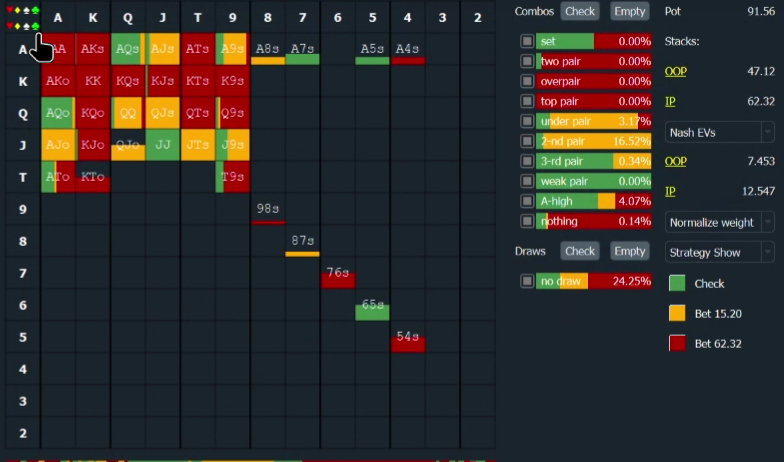 A K Q J T 9 8 7 6 5 4 3 2
A AA AKs AQs AJs ATs A9s A8s A7s A5s A4s
K AKo KK KQs KJs KTs K9s
Q AQo KQo QQ QJs QTs Q9s
J AJo KJo QJo JJ JTs J9s
T ATo KTo T9s
9 98s
8 87s
7 76s
6 65s
5 54s
4
3
2
Combos Check Empty
set 0.00%
two pair 0.00%
overpair 0.00%
top pair 0.00%
under pair 3.17%
2-nd pair 16.52%
3-rd pair 0.34%
weak pair 0.00%
A-high 4.07%
nothing 0.14%
Draws Check Empty
no draw 24.25%
Pot 91.56
Stacks:
OOP 47.12
IP 62.32
Nash EVs
OOP 7.453
IP 12.547
Normalize weight
Strategy Show
Check
Bet 15.20
Bet 62.32